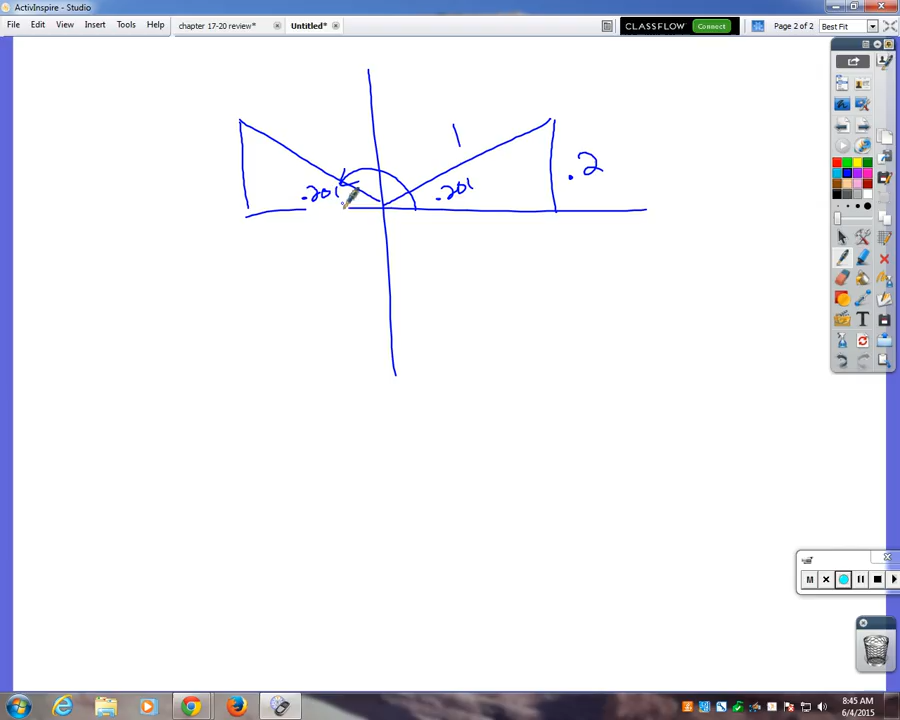 ActivInspire - Studio
File Edit View Insert Tools Help chapter 17-20 review* Untitled* CLASSFLOW Connect Page 2 of 2 Best Fit
1
.2
.201 .201
M
T
8:45 AM
6/4/2015